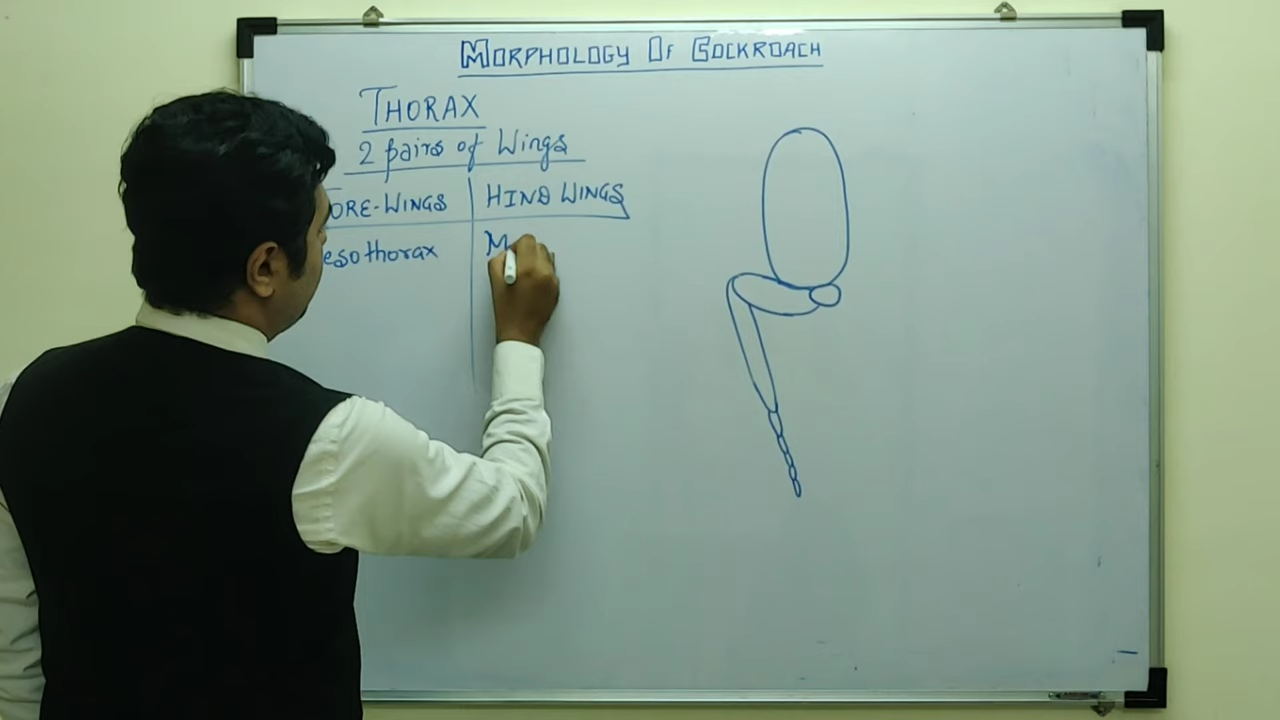 MORPHOLOGY OF COCKROACH
THORAX
2 pairs of Wings
ORE-WINGS HIND WINGS
esothorax M